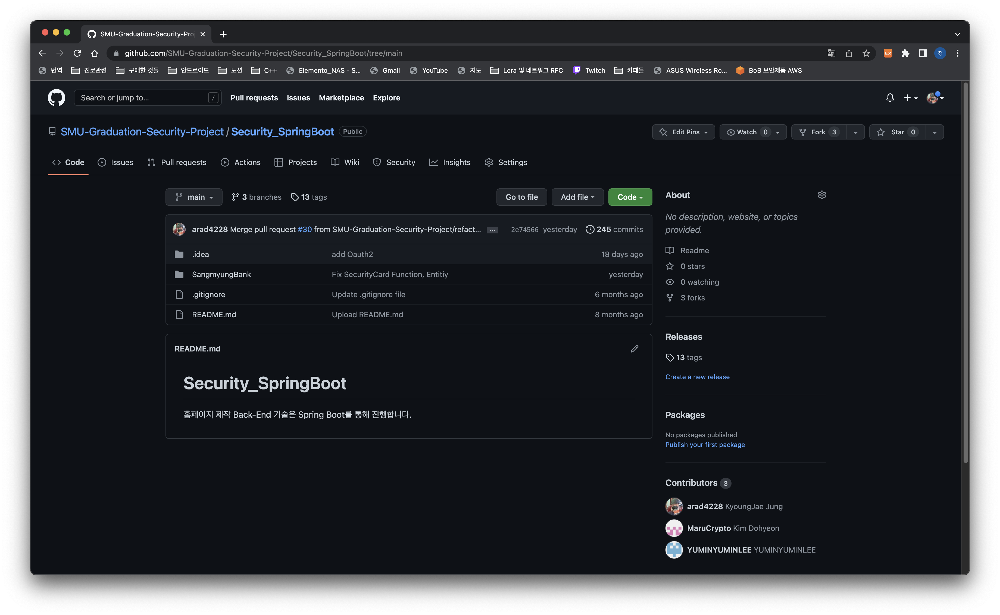 SMU-Graduation-Security-Pro
github.com/SMU-Graduation-Security-Project/Security_SpringBoot/tree/main
EX
정
번역 진로관련 구매할 것들 안드로이드 노션 C++ Elemento_NAS - S... Gmail YouTube 지도 Lora 및 네트워크 RFC Twitch 카페들 ASUS Wireless Ro... BoB 보안제품 AWS
Search or jump to... / Pull requests Issues Marketplace Explore
SMU-Graduation-Security-Project / Security_SpringBoot Public
Edit Pins Watch 0 Fork 3 Star 0
Code Issues Pull requests Actions Projects Wiki Security Insights Settings
main 3 branches 13 tags Go to file Add file Code
arad4228 Merge pull request #30 from SMU-Graduation-Security-Project/refact... ... 2e74566 yesterday 245 commits
.idea add Oauth2 18 days ago
SangmyungBank Fix SecurityCard Function, Entitiy yesterday
.gitignore Update .gitignore file 6 months ago
README.md Upload README.md 8 months ago
README.md
Security_SpringBoot
홈페이지 제작 Back-End 기술은 Spring Boot를 통해 진행합니다.
About
No description, website, or topics
provided.
Readme
0 stars
0 watching
3 forks
Releases
13 tags
Create a new release
Packages
No packages published
Publish your first package
Contributors 3
arad4228 KyoungJae Jung
MaruCrypto Kim Dohyeon
YUMINYUMINLEE YUMINYUMINLEE